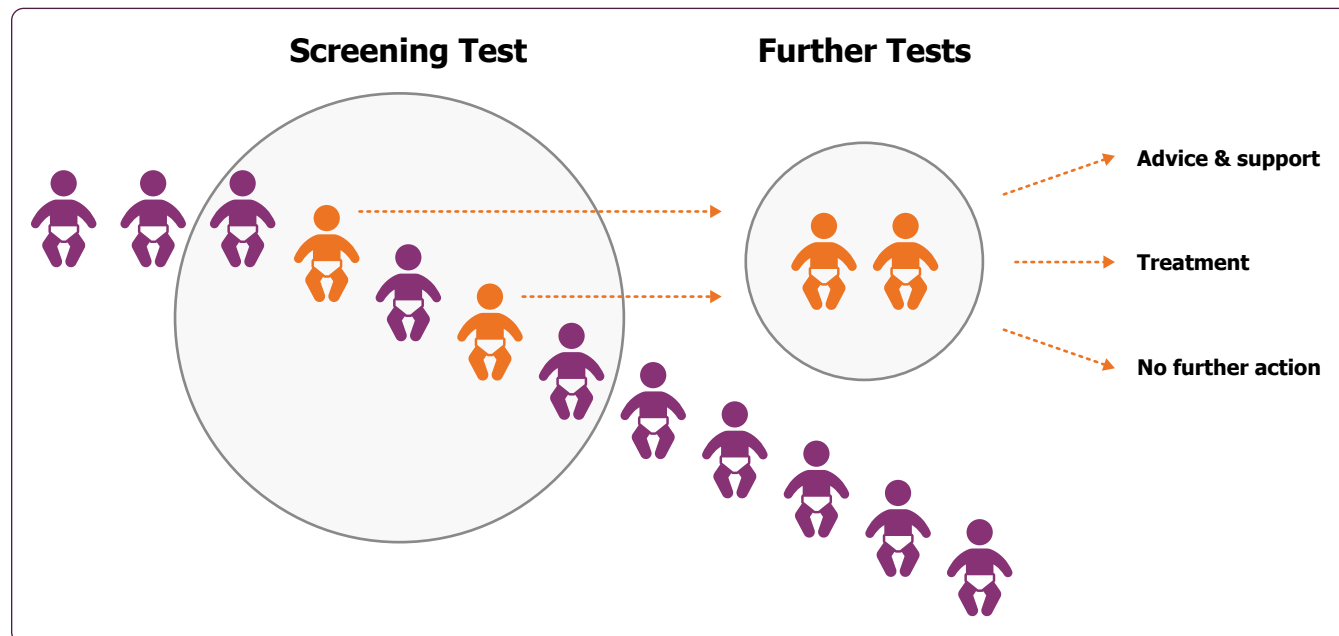 Screening Test
Further Tests
Advice & support
Treatment
No further action